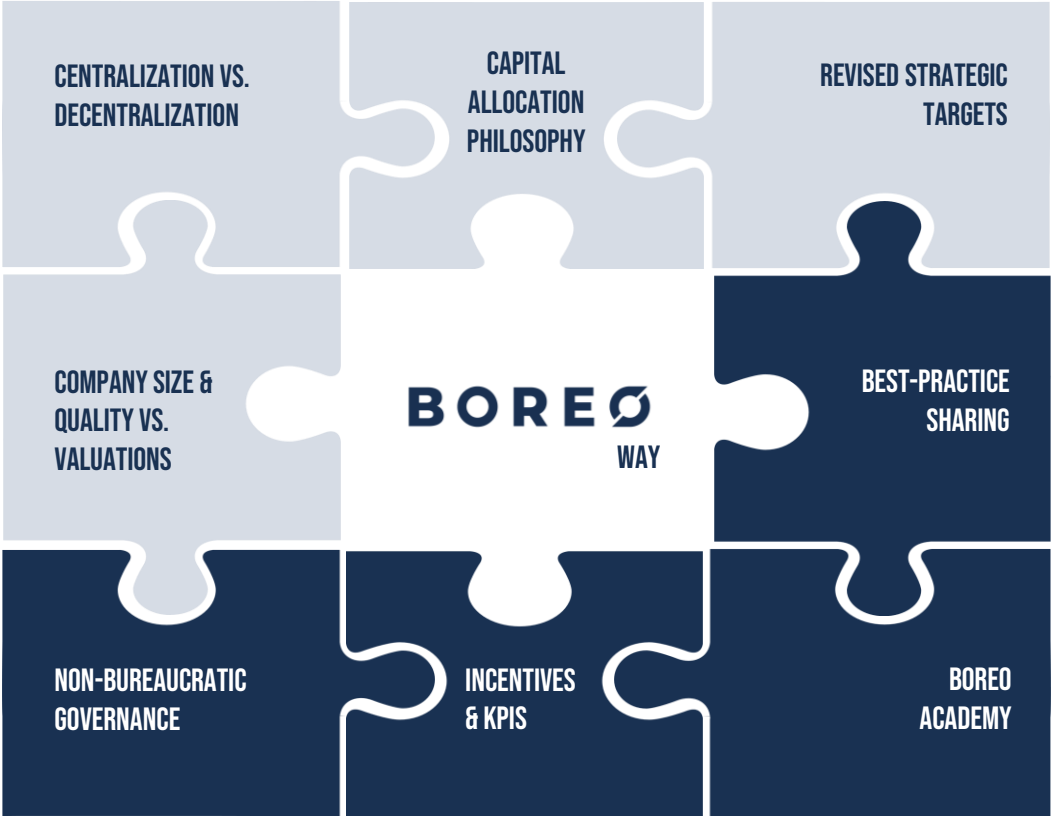 CENTRALIZATION VS.
DECENTRALIZATION
CAPITAL
ALLOCATION
PHILOSOPHY
REVISED STRATEGIC
TARGETS
COMPANY SIZE &
QUALITY VS.
VALUATIONS
BOREO
WAY
BEST-PRACTICE
SHARING
NON-BUREAUCRATIC
GOVERNANCE
INCENTIVES
& KPIS
BOREO
ACADEMY